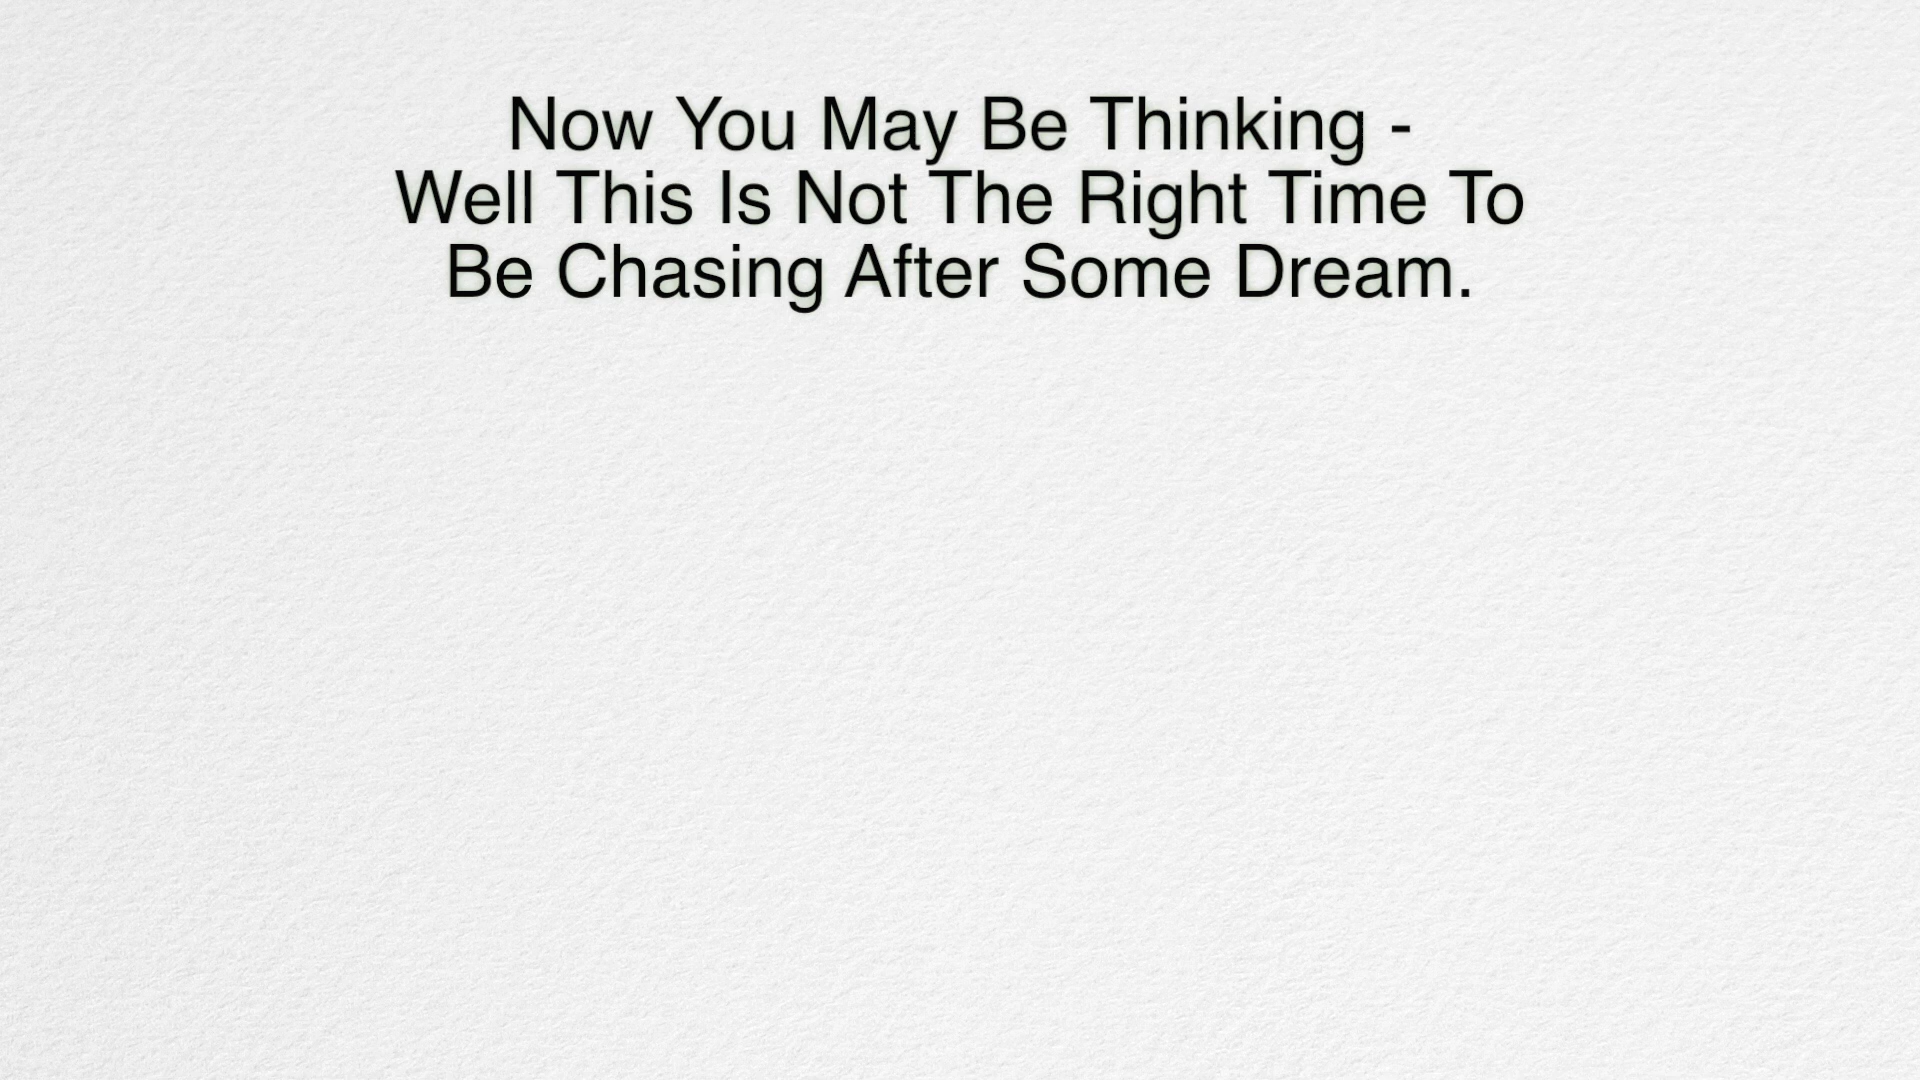 Now You May Be Thinking -
Well This Is Not The Right Time To
Be Chasing After Some Dream.